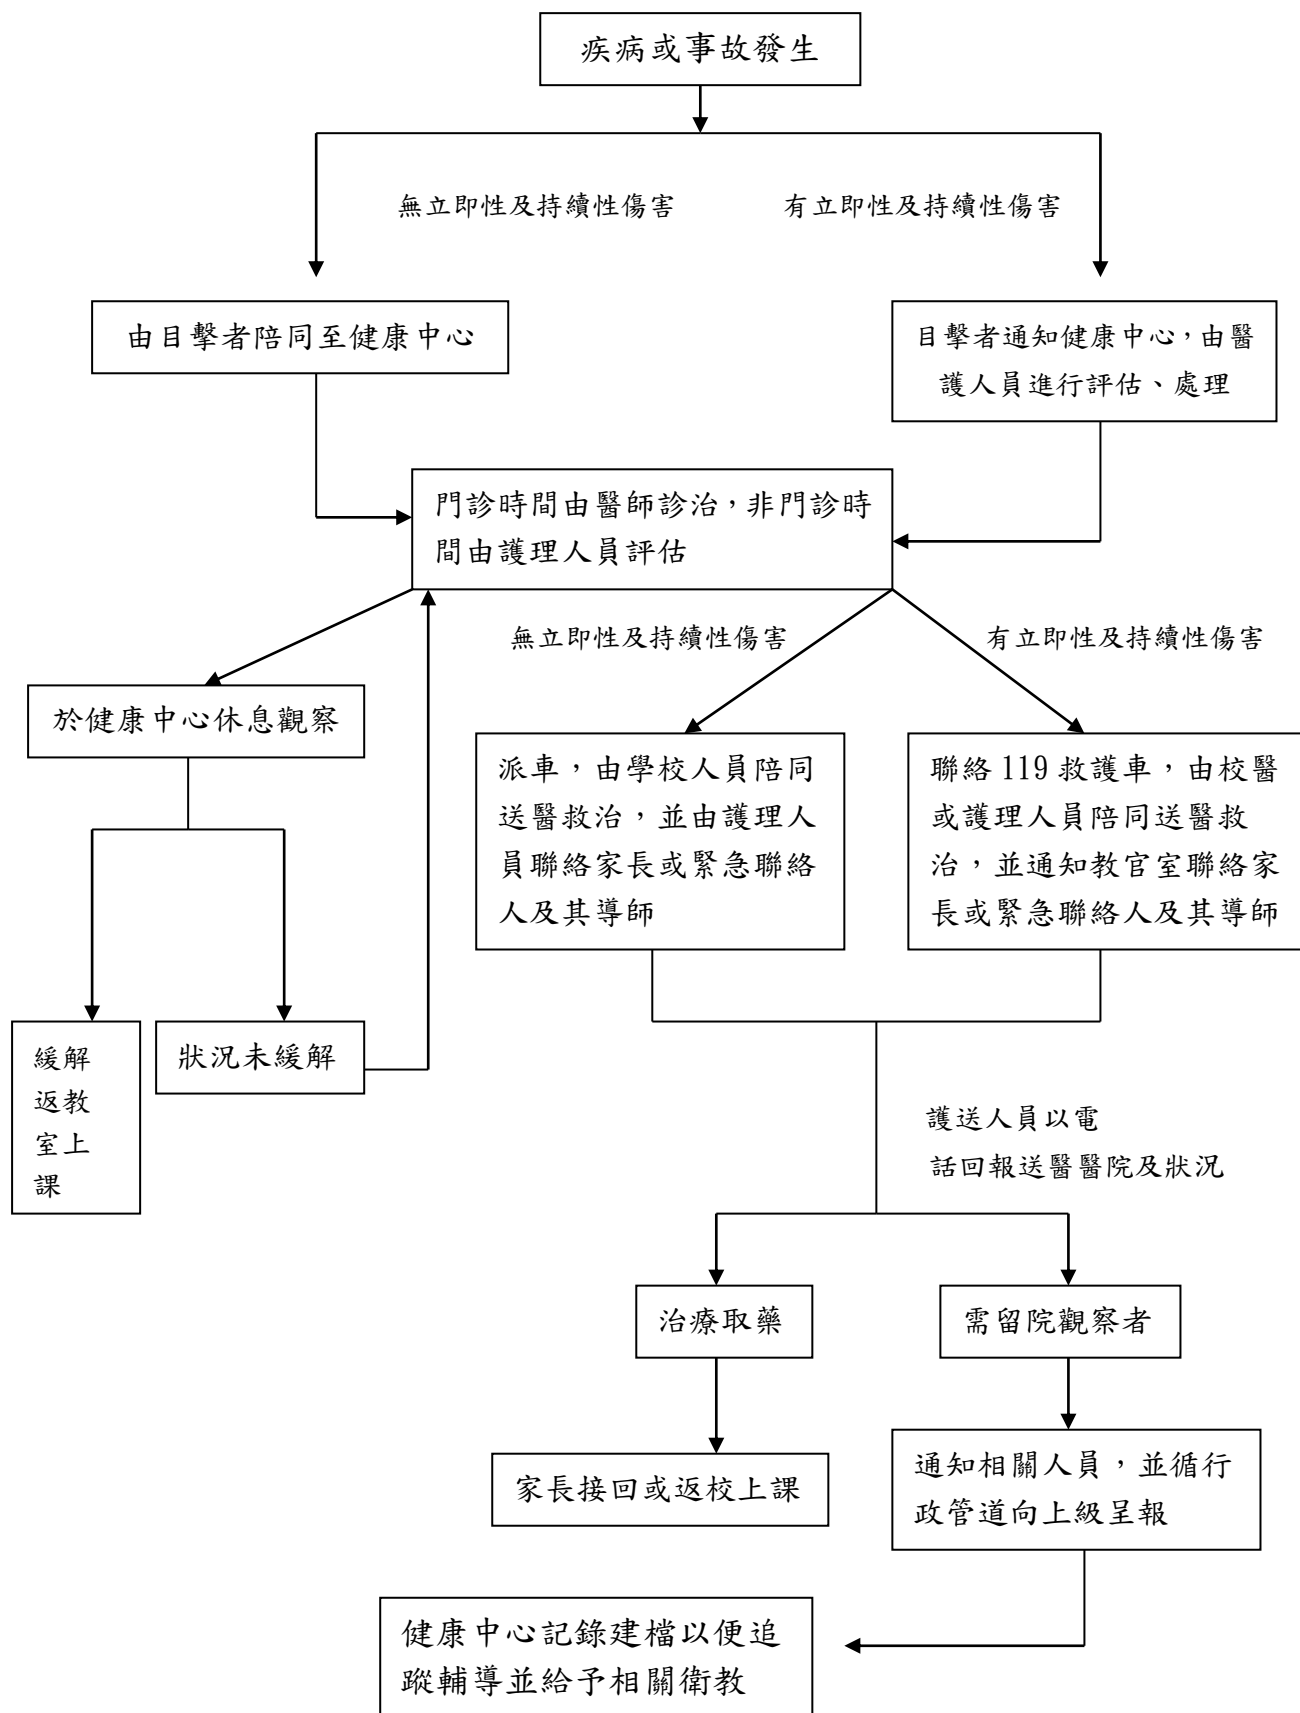 疾病或事故發生
無立即性及持續性傷害
有立即性及持續性傷害
由目擊者陪同至健康中心
目擊者通知健康中心，由醫
護人員進行評估、處理
門診時間由醫師診治，非門診時
間由護理人員評估
無立即性及持續性傷害
有立即性及持續性傷害
於健康中心休息觀察
派車，由學校人員陪同
送醫救治，並由護理人
員聯絡家長或緊急聯絡
人及其導師
聯絡 119 救護車，由校醫
或護理人員陪同送醫救
治，並通知教官室聯絡家
長或緊急聯絡人及其導師
緩解
返教
室上
課
狀況未緩解
護送人員以電
話回報送醫醫院及狀況
治療取藥
需留院觀察者
家長接回或返校上課
通知相關人員，並循行
政管道向上級呈報
健康中心記錄建檔以便追
蹤輔導並給予相關衛教